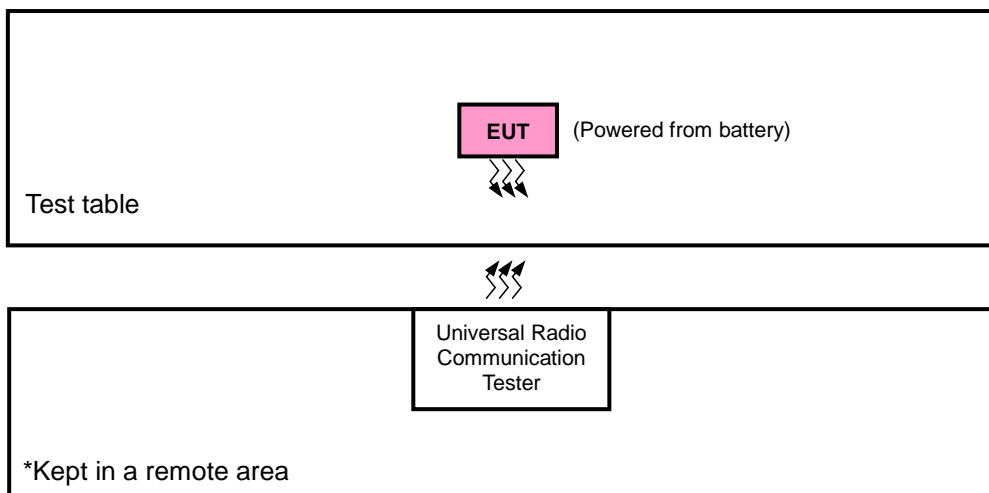 EUT
(Powered from battery)
Test table
Universal Radio
Communication
Tester
*Kept in a remote area